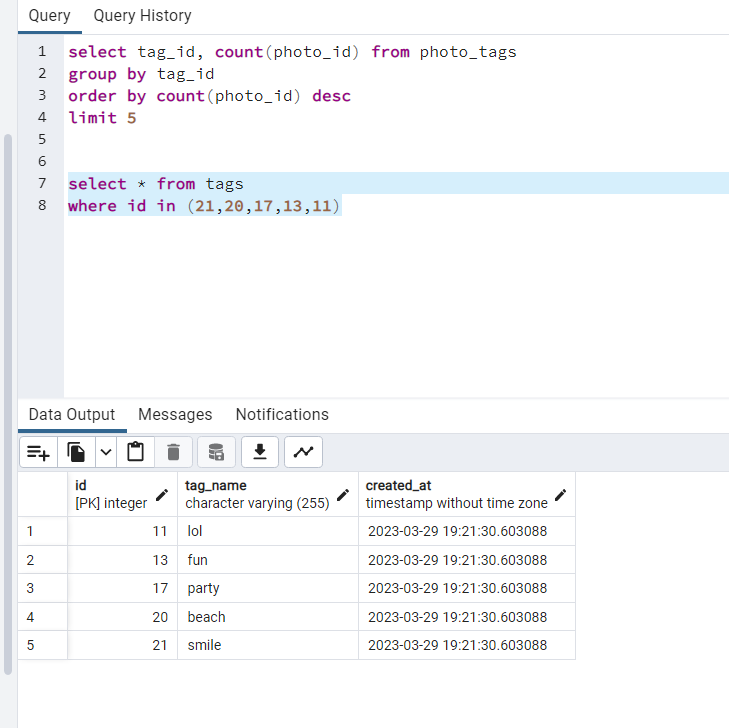 Query Query History
1 select tag_id, count(photo_id) from photo_tags
2 group by tag_id
3 order by count(photo_id) desc
4 limit 5
5
6
7 select * from tags
8 where id in (21,20,17,13,11)
Data Output Messages Notifications
id tag_name created_at
[PK] integer character varying (255) timestamp without time zone
1 11 lol 2023-03-29 19:21:30.603088
2 13 fun 2023-03-29 19:21:30.603088
3 17 party 2023-03-29 19:21:30.603088
4 20 beach 2023-03-29 19:21:30.603088
5 21 smile 2023-03-29 19:21:30.603088